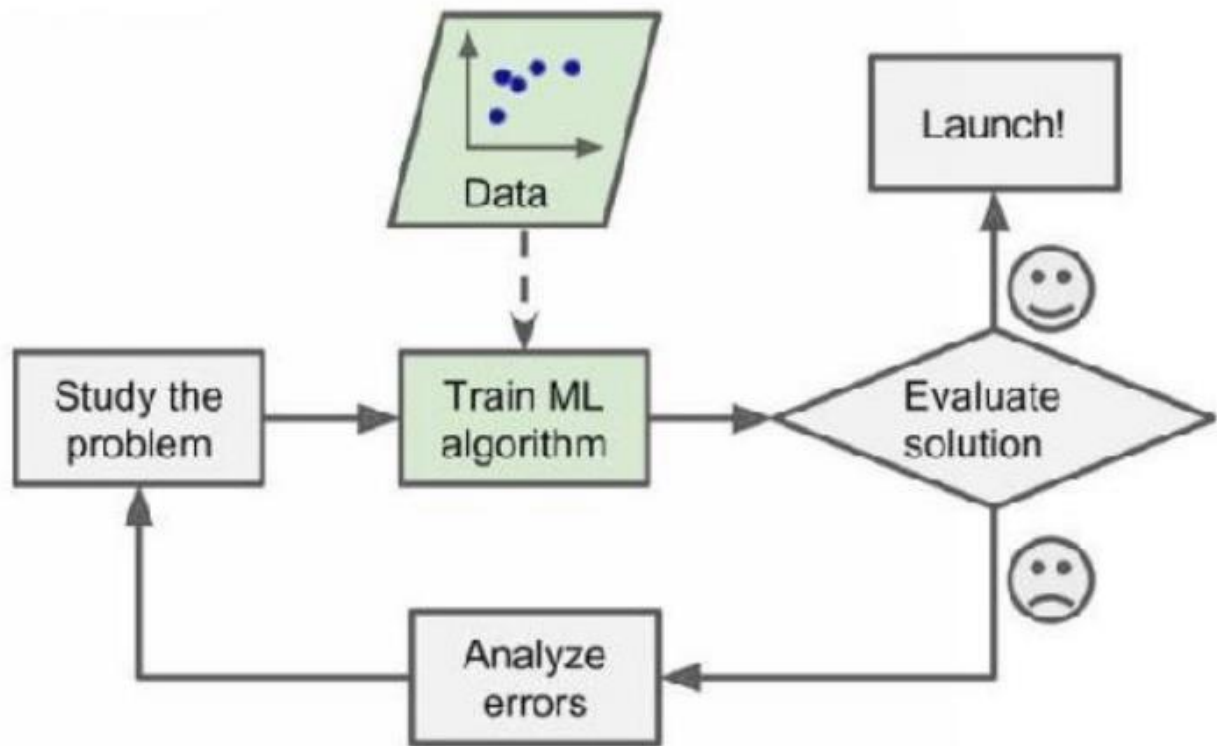 Data
Launch!
Study the
problem
Train ML
algorithm
Evaluate
solution
Analyze
errors